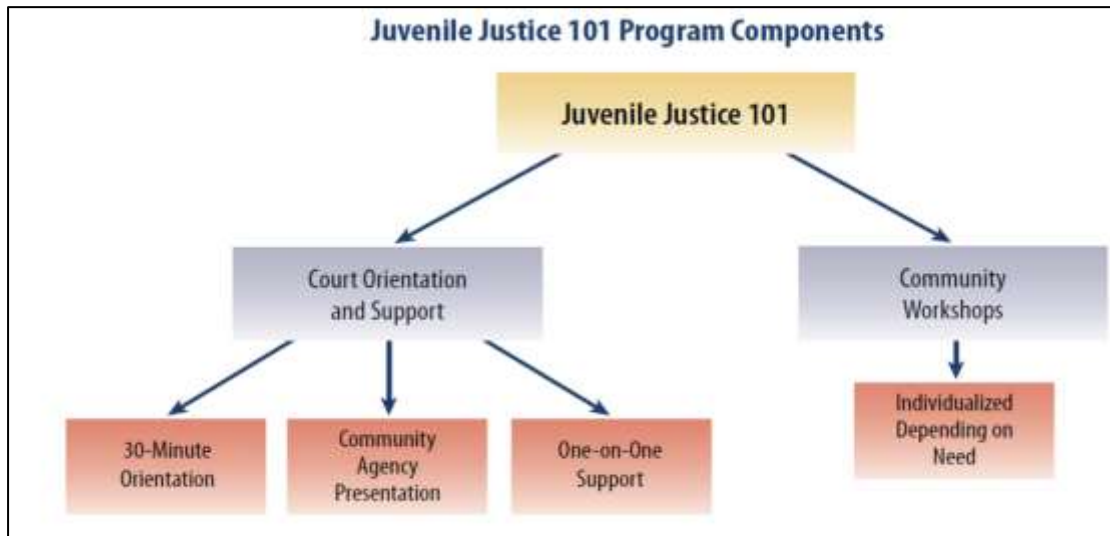 Juvenile Justice 101 Program Components
Juvenile Justice 101
Court Orientation
and Support
Community
Workshops
30-Minute
Orientation
Community
Agency
Presentation
One-on-One
Support
Individualized
Depending on
Need